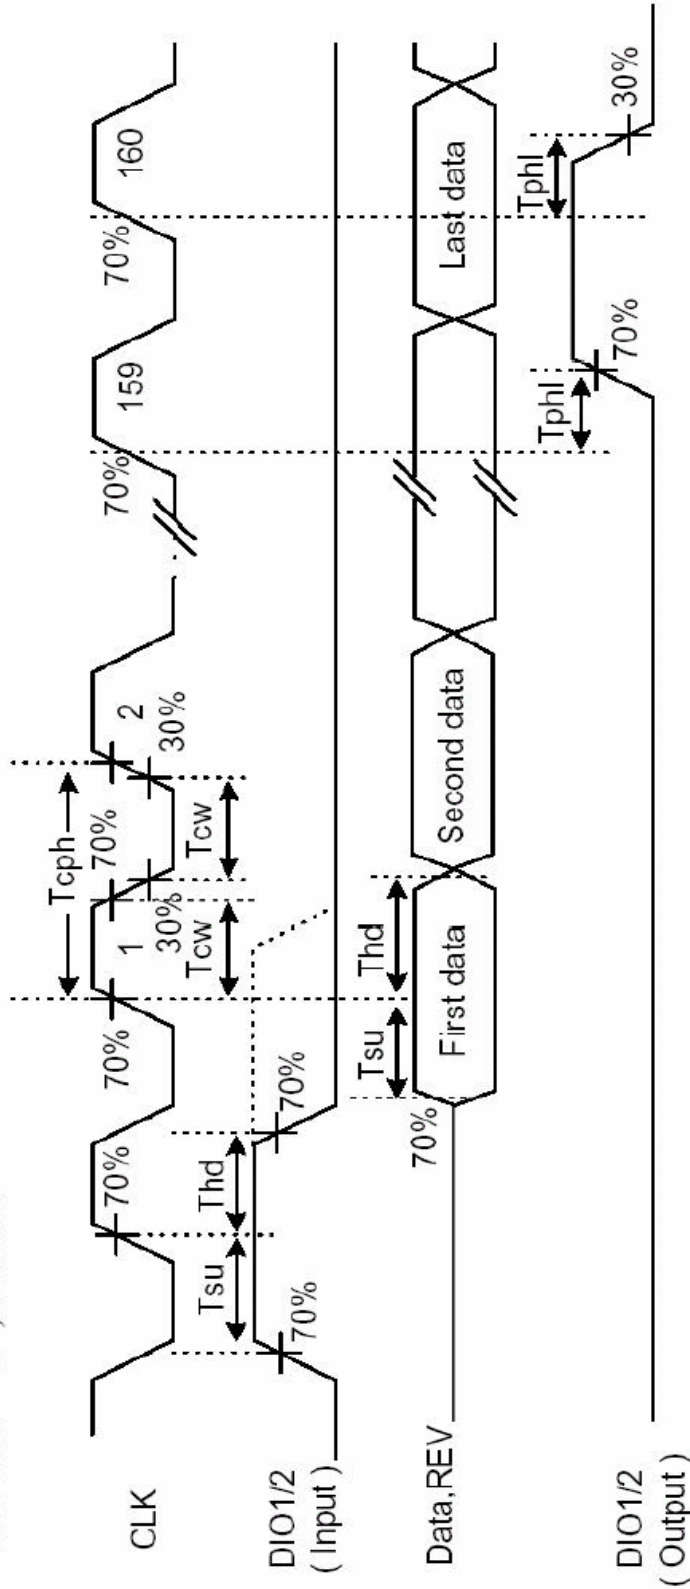 Tcph
70%
70%
70%
70%
70%
CLK
1
2
159
160
30%
30%
Tsu
Thd
Tcw
Tcw
DIO1/2
( Input )
70%
70%
Tsu
Thd
70%
Data,REV
First data
Second data
Last data
Tphl
Tphl
70%
30%
DIO1/2
( Output )